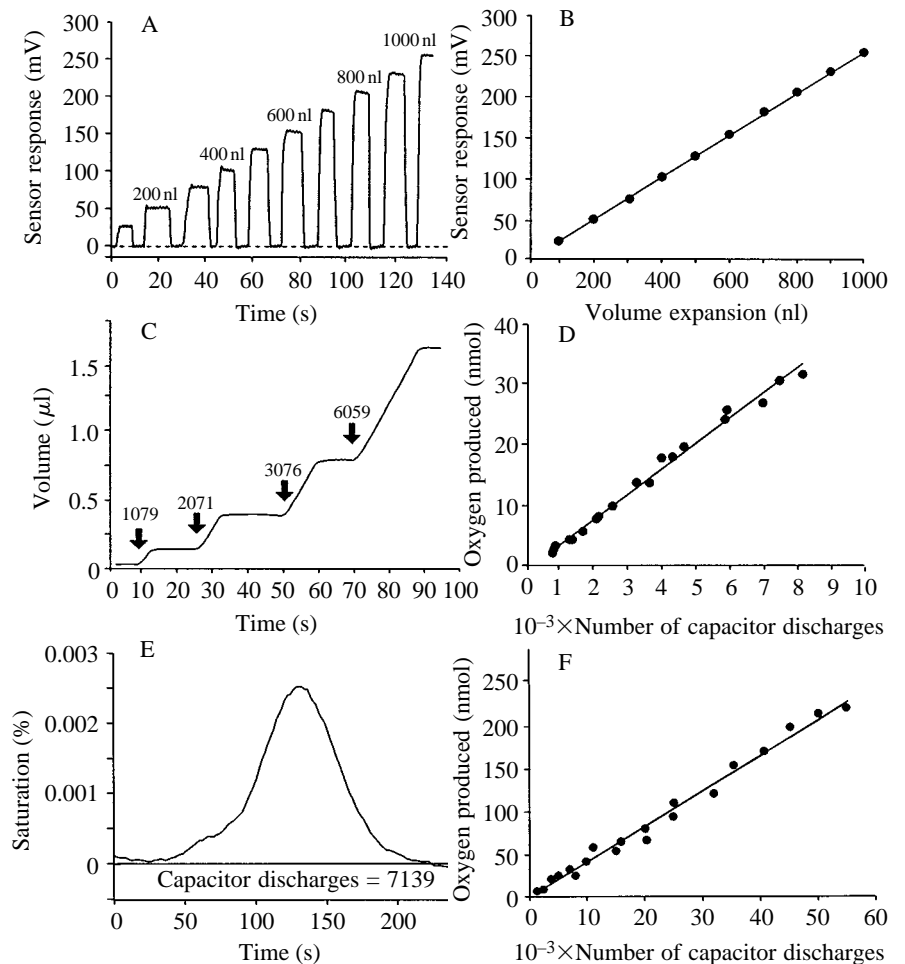 A
Sensor response (mV)
300
250
200
150
100
50
0
200 nl
400 nl
600 nl
800 nl
1000 nl
0 20 40 60 80 100 120 140
Time (s)
B
Sensor response (mV)
300
250
200
150
100
50
0
0 200 400 600 800 1000
Volume expansion (nl)
C
Volume (μl)
1.5
1.0
0.5
0
1079
2071
3076
6059
0 10 20 30 40 50 60 70 80 90 100
Time (s)
D
Oxygen produced (nmol)
40
30
20
10
0
0 1 2 3 4 5 6 7 8 9 10
10⁻³×Number of capacitor discharges
E
Saturation (%)
0.003
0.002
0.001
0
Capacitor discharges = 7139
0 50 100 150 200
Time (s)
F
Oxygen produced (nmol)
250
200
150
100
50
0
0 10 20 30 40 50 60
10⁻³×Number of capacitor discharges